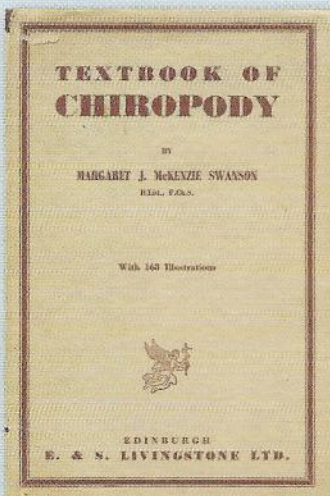 TEXTBOOK OF
CHIROPODY
BY
MARGARET J. McKENZIE SWANSON
With 163 Illustrations
EDINBURGH
E. & S. LIVINGSTONE LTD.